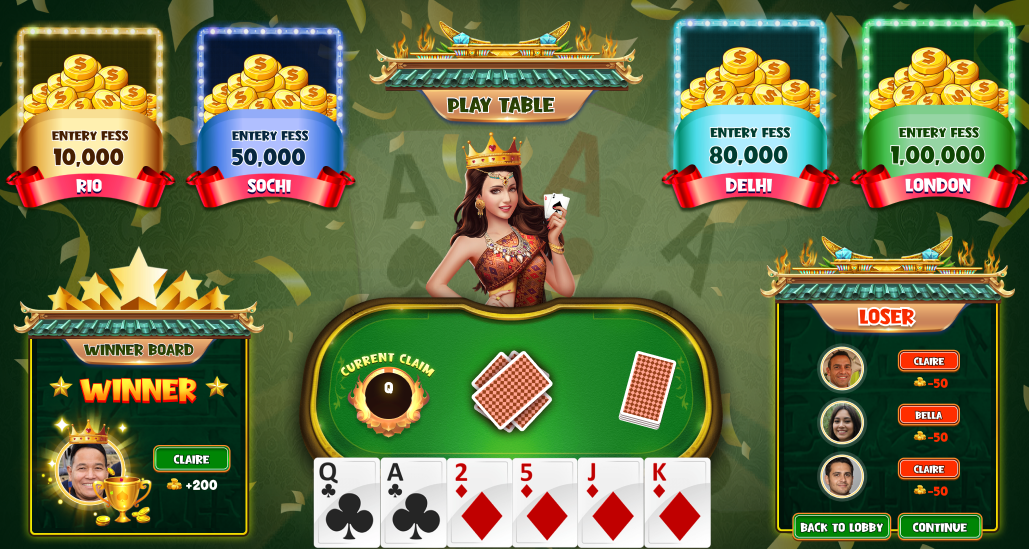 PLAY TABLE
ENTERY FESS
10,000
RIO
ENTERY FESS
50,000
SOCHI
ENTERY FESS
80,000
DELHI
ENTERY FESS
1,00,000
LONDON
WINNER BOARD
WINNER
CLAIRE
+200
CURRENT CLAIM
Q
LOSER
CLAIRE
-50
BELLA
-50
CLAIRE
-50
BACK TO LOBBY
CONTINUE
Q A 2 5 J K